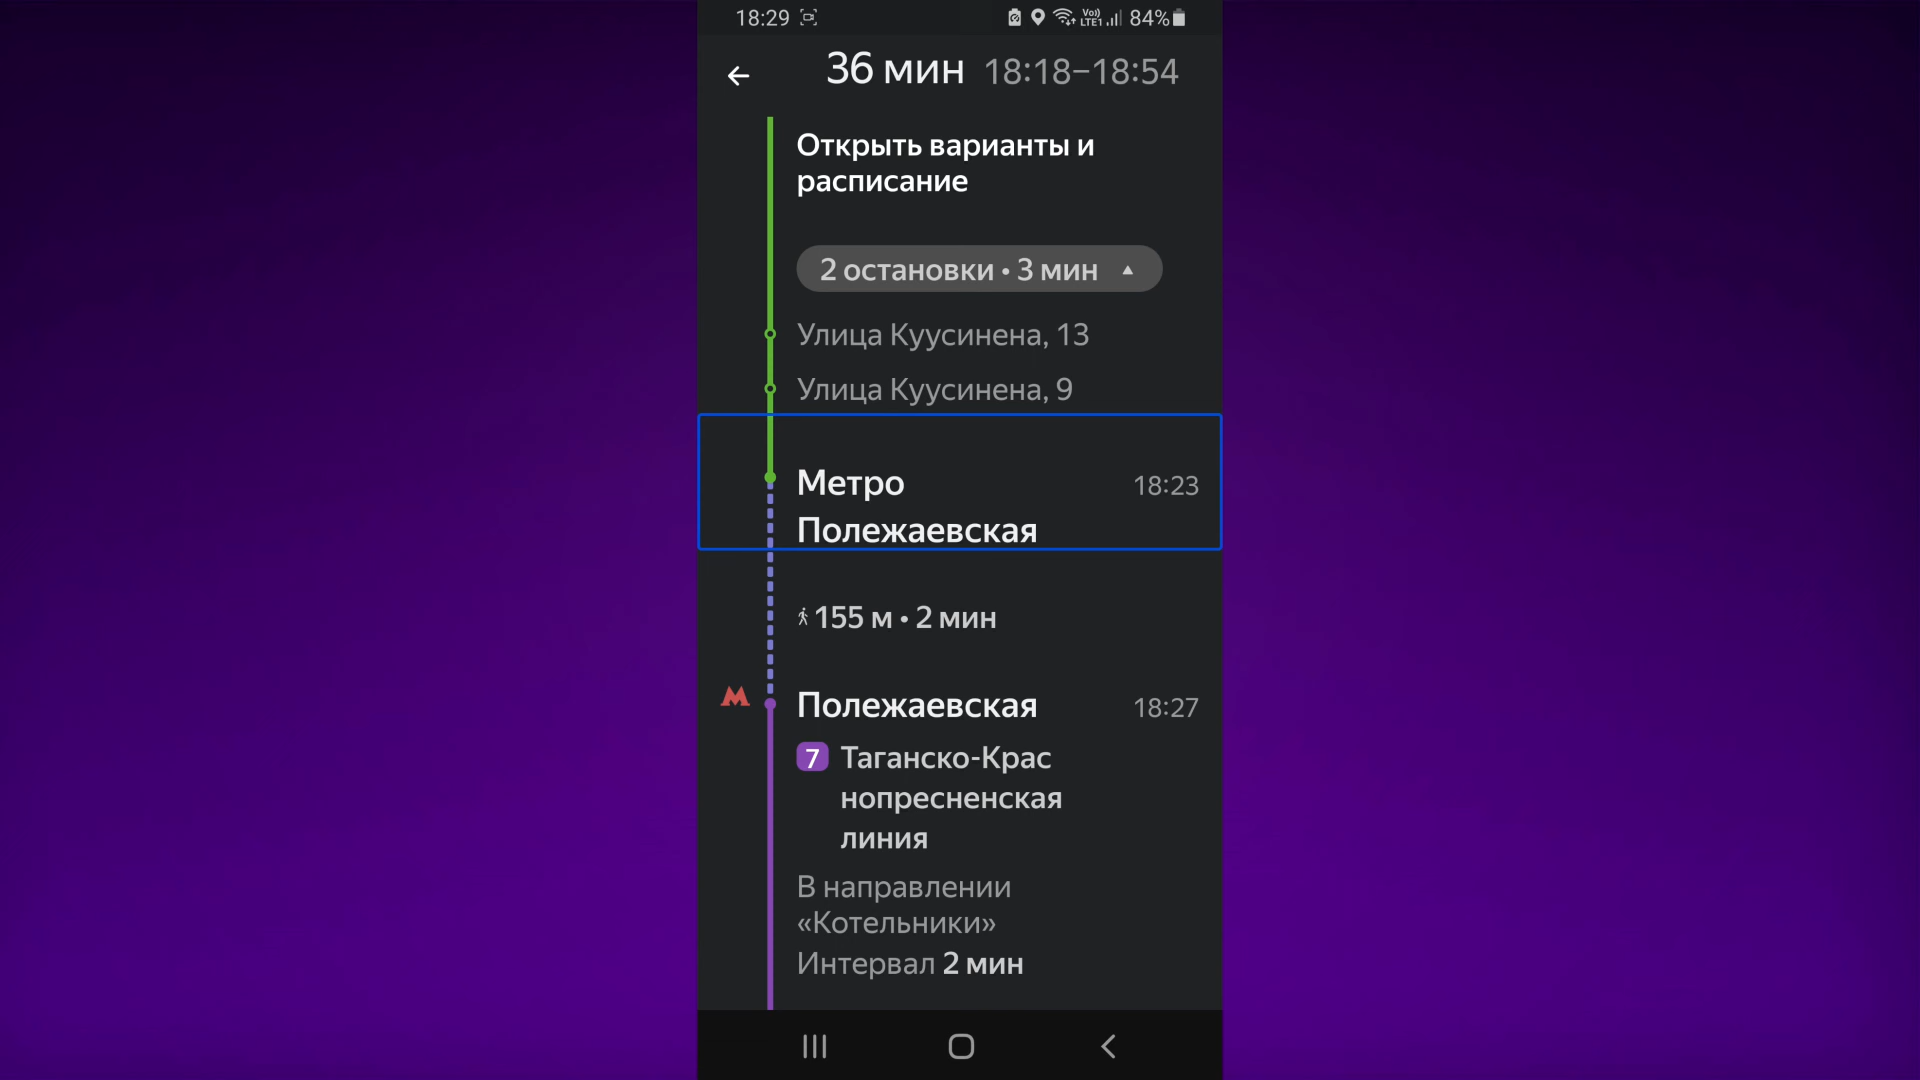 18:29 Vo)) LTE1 84%
36 мин 18:18–18:54
Открыть варианты и
расписание
2 остановки • 3 мин
Улица Куусинена, 13
Улица Куусинена, 9
Метро 18:23
Полежаевская
155 м • 2 мин
М Полежаевская 18:27
7 Таганско-Крас
нопресненская
линия
В направлении
«Котельники»
Интервал 2 мин